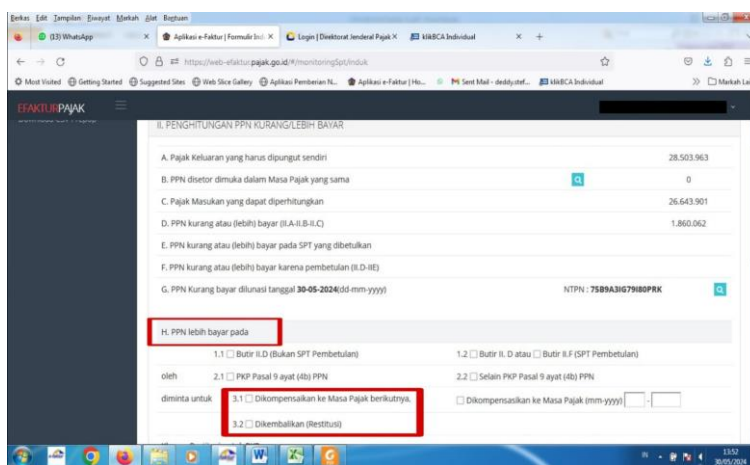 Berkas Edit Tampilan Riwayat Markah Alat Bantuan
(13) WhatsApp × Aplikasi e-Faktur | Formulir Ind × Login | Direktorat Jenderal Pajak × klikBCA Individual × +
https://web-efaktur.pajak.go.id/#/monitoringSpt/induk
Most Visited Getting Started Suggested Sites Web Slice Gallery Aplikasi Pemberian N... Aplikasi e-Faktur | Ho... Sent Mail - deddy.stef... klikBCA Individual Markah Lai
EFAKTURPAJAK
II. PENGHITUNGAN PPN KURANG/LEBIH BAYAR
A. Pajak Keluaran yang harus dipungut sendiri 28.503.963
B. PPN disetor dimuka dalam Masa Pajak yang sama 0
C. Pajak Masukan yang dapat diperhitungkan 26.643.901
D. PPN kurang atau (lebih) bayar (II.A-II.B-II.C) 1.860.062
E. PPN kurang atau (lebih) bayar pada SPT yang dibetulkan
F. PPN kurang atau (lebih) bayar karena pembetulan (II.D-IIE)
G. PPN Kurang bayar dilunasi tanggal 30-05-2024(dd-mm-yyyy) NTPN : 75B9A3IG79I80PRK
H. PPN lebih bayar pada
1.1 Butir II.D (Bukan SPT Pembetulan) 1.2 Butir II. D atau Butir II.F (SPT Pembetulan)
oleh 2.1 PKP Pasal 9 ayat (4b) PPN 2.2 Selain PKP Pasal 9 ayat (4b) PPN
diminta untuk 3.1 Dikompensaikan ke Masa Pajak berikutnya, Dikompensasikan ke Masa Pajak (mm-yyyy) -
3.2 Dikembalikan (Restitusi)
IN 13:52
30/05/2024